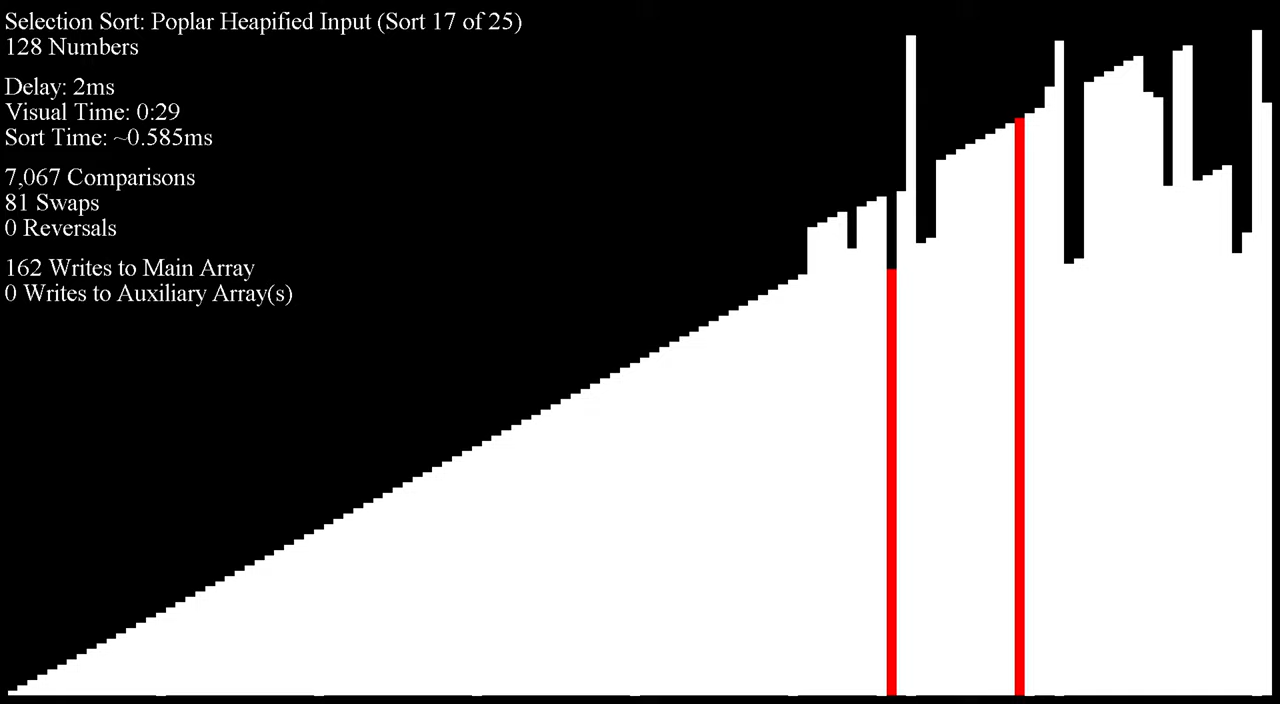 Selection Sort: Poplar Heapified Input (Sort 17 of 25)
128 Numbers
Delay: 2ms
Visual Time: 0:29
Sort Time: ~0.585ms
7,067 Comparisons
81 Swaps
0 Reversals
162 Writes to Main Array
0 Writes to Auxiliary Array(s)